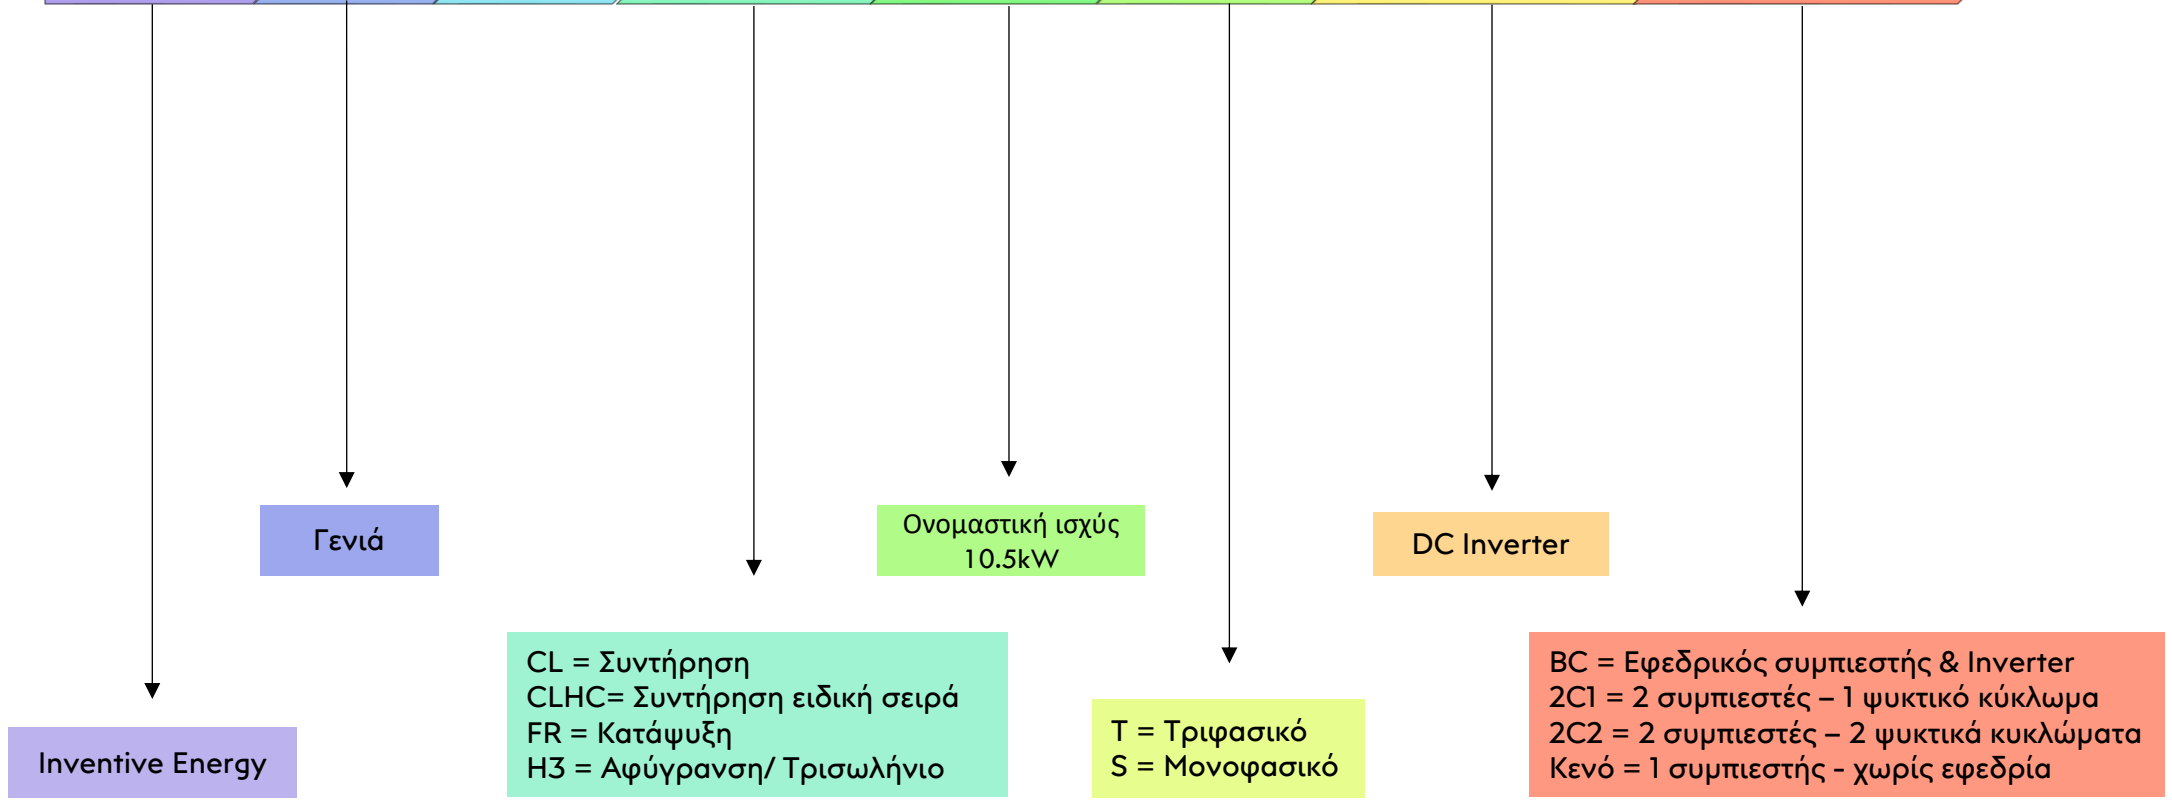 Γενιά
Ονομαστική ισχύς
10.5kW
DC Inverter
Inventive Energy
CL = Συντήρηση
CLHC= Συντήρηση ειδική σειρά
FR = Κατάψυξη
H3 = Αφύγρανση/ Τρισωλήνιο
T = Τριφασικό
S = Μονοφασικό
BC = Εφεδρικός συμπιεστής & Inverter
2C1 = 2 συμπιεστές – 1 ψυκτικό κύκλωμα
2C2 = 2 συμπιεστές – 2 ψυκτικά κυκλώματα
Κενό = 1 συμπιεστής - χωρίς εφεδρία